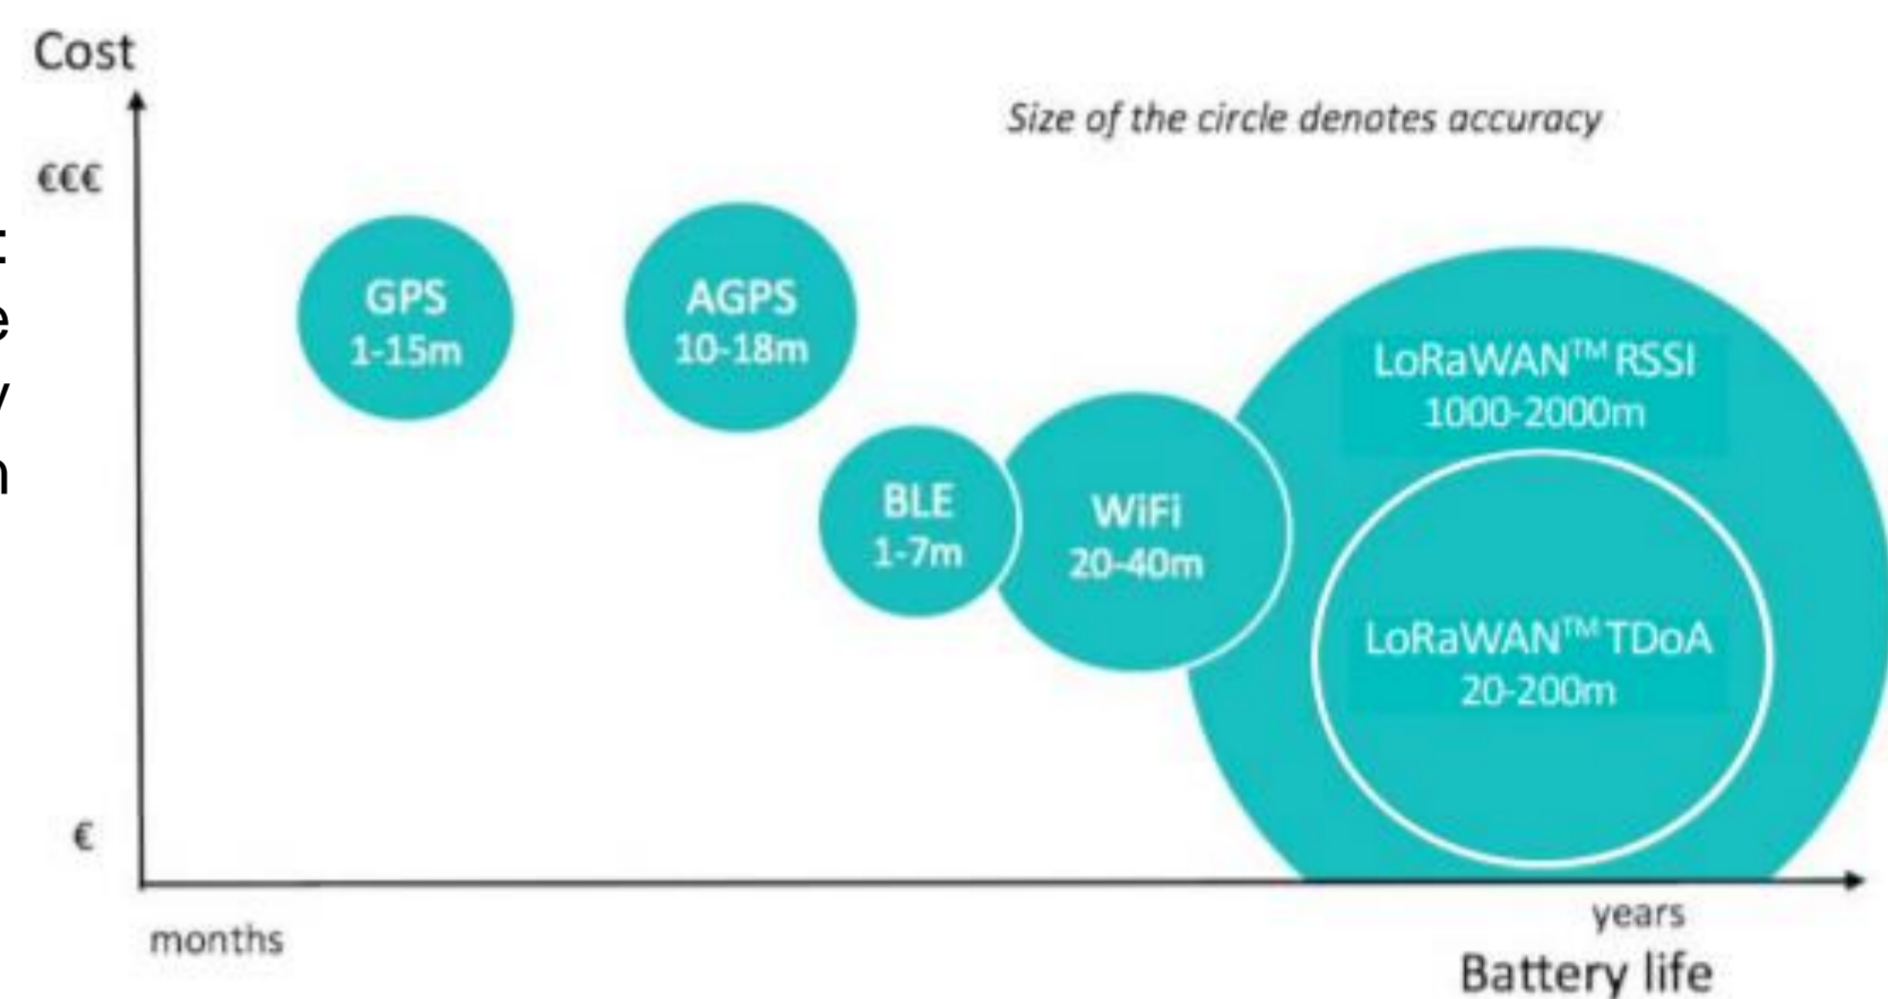 Cost
Size of the circle denotes accuracy
€€€
:
e
y
n
GPS
1-15m
AGPS
10-18m
LoRaWAN™ RSSI
1000-2000m
BLE
1-7m
WiFi
20-40m
LoRaWAN™ TDoA
20-200m
€
months
years
Battery life